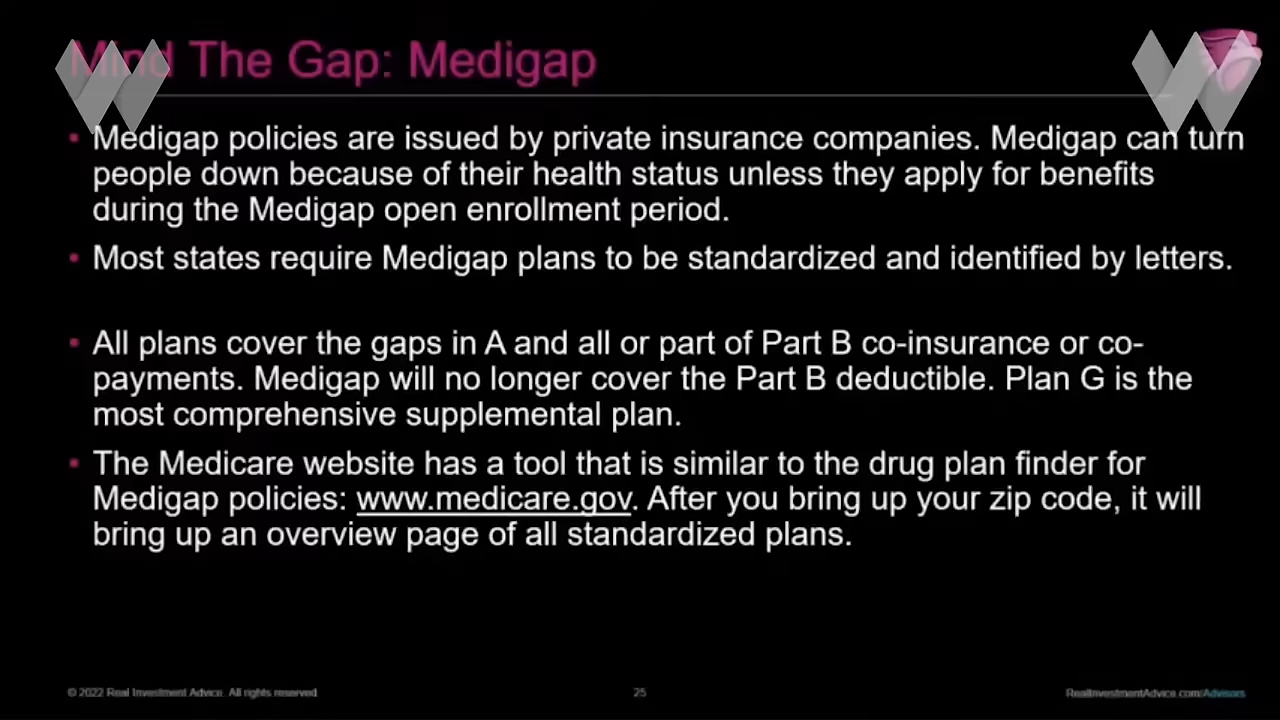 Mind The Gap: Medigap
▪ Medigap policies are issued by private insurance companies. Medigap can turn
people down because of their health status unless they apply for benefits
during the Medigap open enrollment period.
▪ Most states require Medigap plans to be standardized and identified by letters.
▪ All plans cover the gaps in A and all or part of Part B co-insurance or co-
payments. Medigap will no longer cover the Part B deductible. Plan G is the
most comprehensive supplemental plan.
▪ The Medicare website has a tool that is similar to the drug plan finder for
Medigap policies: www.medicare.gov. After you bring up your zip code, it will
bring up an overview page of all standardized plans.
© 2022 Real Investment Advice. All rights reserved
25
RealInvestmentAdvice.com/Advisors